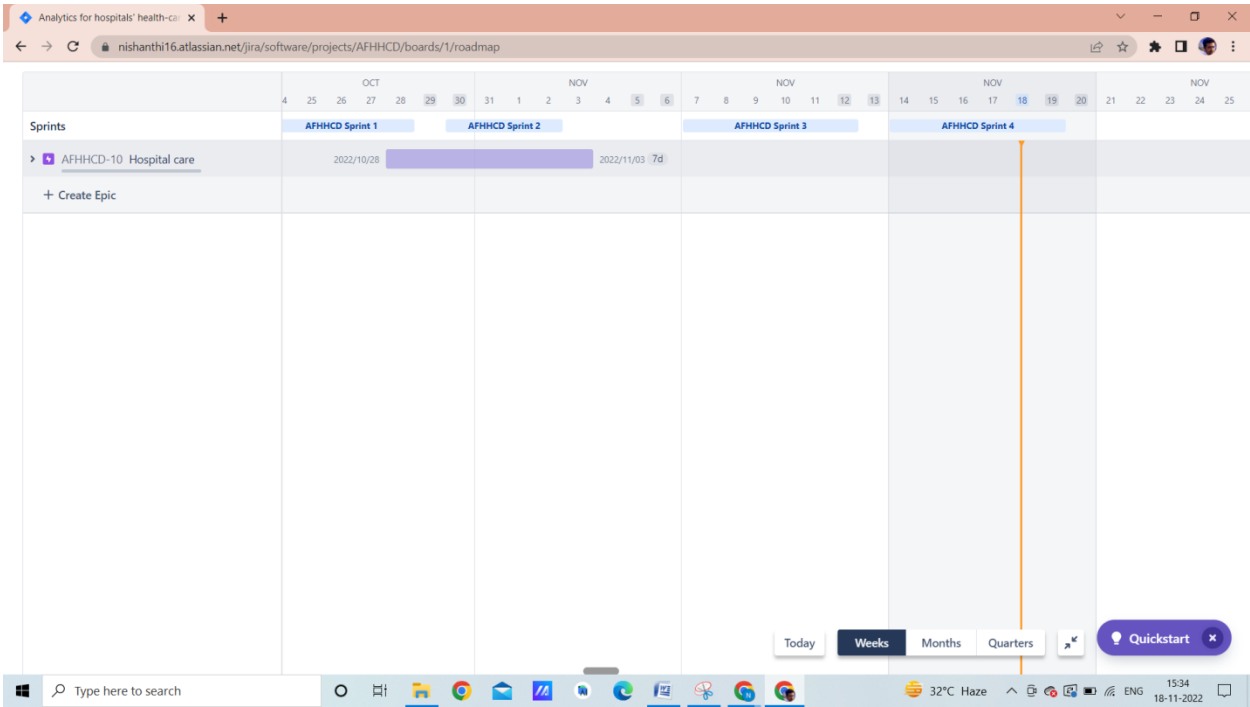 Analytics for hospitals' health-car
nishanthi16.atlassian.net/jira/software/projects/AFHHCD/boards/1/roadmap
OCT NOV NOV NOV NOV
4 25 26 27 28 29 30 31 1 2 3 4 5 6 7 8 9 10 11 12 13 14 15 16 17 18 19 20 21 22 23 24 25
Sprints AFHHCD Sprint 1 AFHHCD Sprint 2 AFHHCD Sprint 3 AFHHCD Sprint 4
AFHHCD-10 Hospital care 2022/10/28 2022/11/03 7d
+ Create Epic
Today Weeks Months Quarters Quickstart
Type here to search 32°C Haze ENG 15:34
18-11-2022